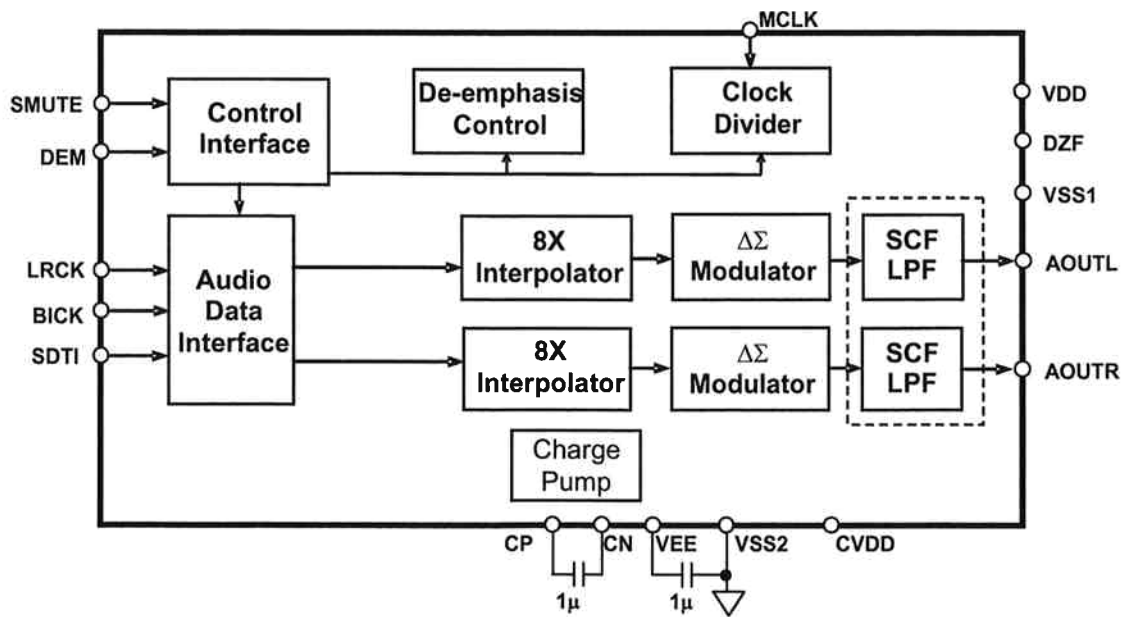 MCLK
SMUTE
DEM
Control
Interface
De-emphasis
Control
Clock
Divider
VDD
DZF
VSS1
LRCK
BICK
SDTI
Audio
Data
Interface
8X
Interpolator
ΔΣ
Modulator
SCF
LPF
AOUTL
8X
Interpolator
ΔΣ
Modulator
SCF
LPF
AOUTR
Charge
Pump
CP
CN
VEE
VSS2
CVDD
1μ
1μ